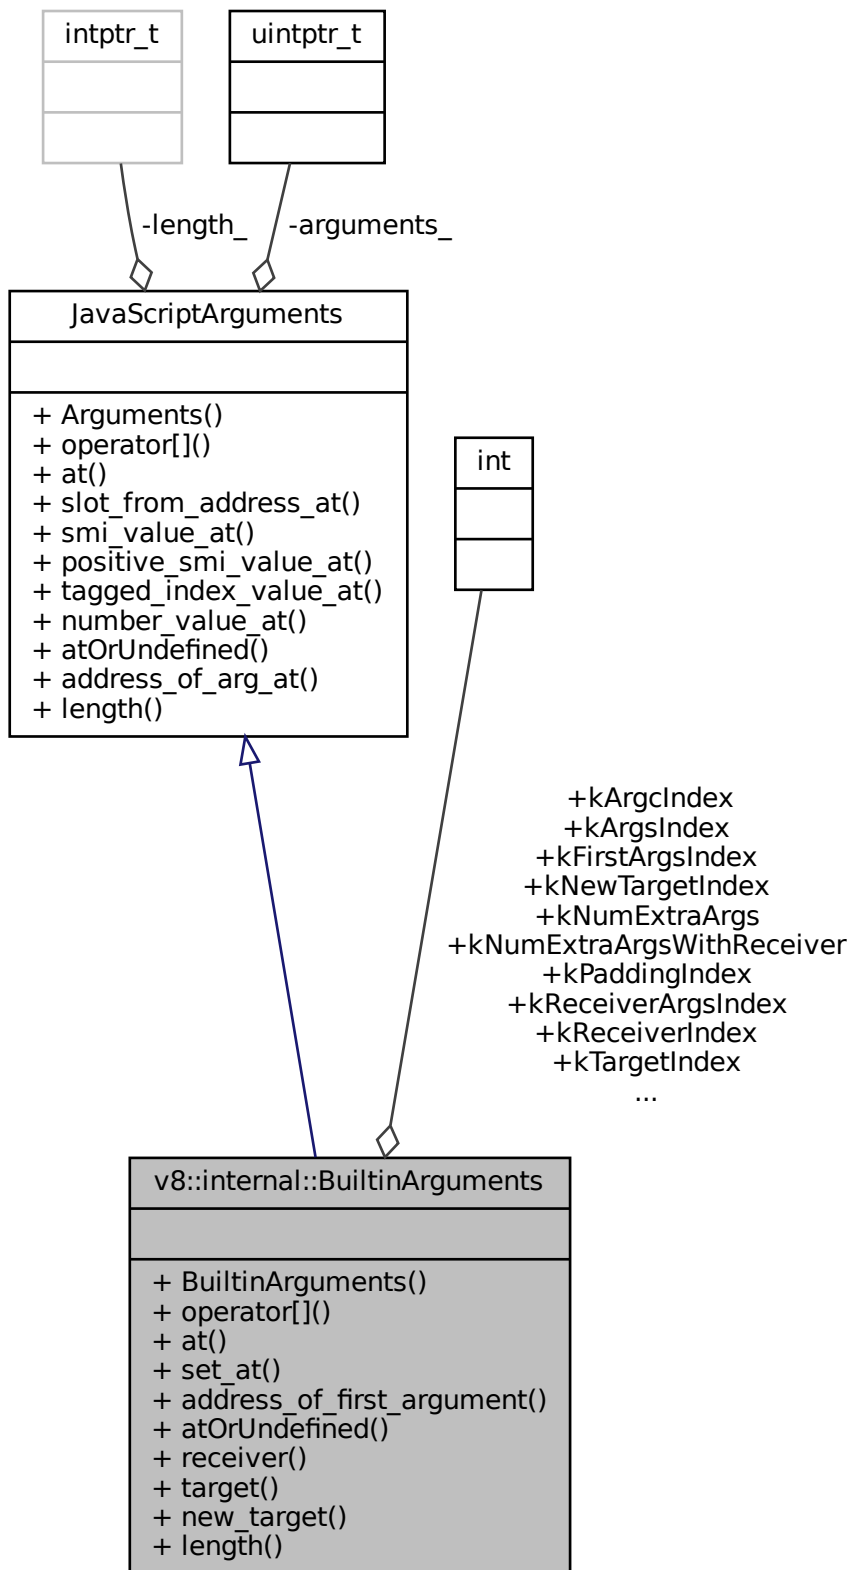 intptr_t
uintptr_t
-length_
-arguments_
JavaScriptArguments
+ Arguments()
+ operator[]()
+ at()
+ slot_from_address_at()
+ smi_value_at()
+ positive_smi_value_at()
+ tagged_index_value_at()
+ number_value_at()
+ atOrUndefined()
+ address_of_arg_at()
+ length()
int
+kArgcIndex
+kArgsIndex
+kFirstArgsIndex
+kNewTargetIndex
+kNumExtraArgs
+kNumExtraArgsWithReceiver
+kPaddingIndex
+kReceiverArgsIndex
+kReceiverIndex
+kTargetIndex
...
v8::internal::BuiltinArguments
+ BuiltinArguments()
+ operator[]()
+ at()
+ set_at()
+ address_of_first_argument()
+ atOrUndefined()
+ receiver()
+ target()
+ new_target()
+ length()